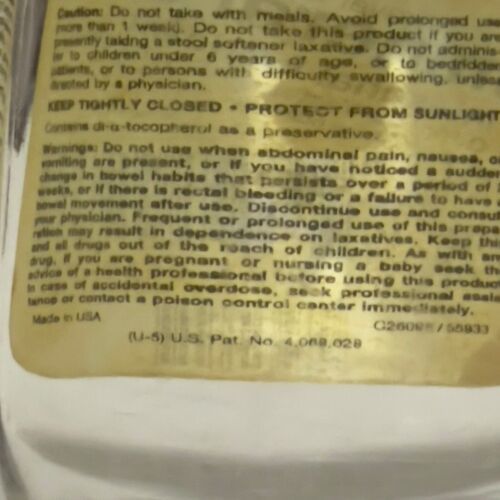 Caution: Do not take with meals. Avoid prolonged use
more than 1 week). Do not take this product if you are
presently taking a stool softener laxative. Do not adminis-
ter to children under 6 years of age, or to bedridden
patients, or to persons with difficulty swallowing, unless
directed by a physician.
KEEP TIGHTLY CLOSED • PROTECT FROM SUNLIGHT
Contains di-α-tocopherol as a preservative.
Warnings: Do not use when abdominal pain, nausea, or
vomiting are present, or if you have noticed a sudden
change in bowel habits that persists over a period of
weeks, or if there is rectal bleeding or a failure to have
bowel movement after use. Discontinue use and consu
your physician. Frequent or prolonged use of this prepa
ration may result in dependence on laxatives. Keep this
and all drugs out of the reach of children. As with any
drug, if you are pregnant or nursing a baby seek the
advice of a health professional before using this product
In case of accidental overdose, seek professional assis
tance or contact a poison control center immediately.
Made in USA
(U-5) U.S. Pat. No. 4,068,028